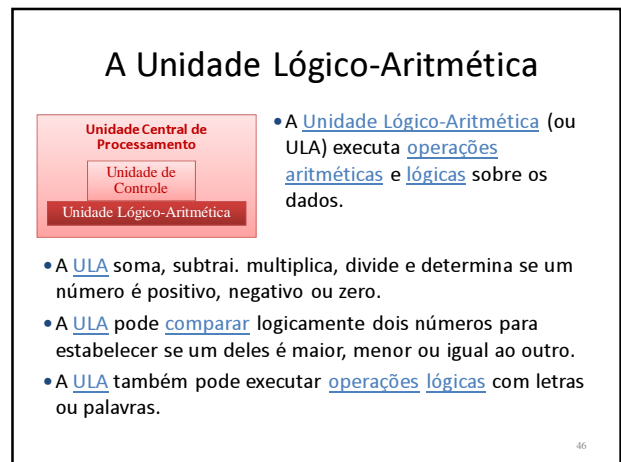 A Unidade Lógico-Aritmética
Unidade Central de
Processamento
Unidade de
Controle
Unidade Lógico-Aritmética
•A Unidade Lógico-Aritmética (ou
ULA) executa operações
aritméticas e lógicas sobre os
dados.
•A ULA soma, subtrai. multiplica, divide e determina se um
número é positivo, negativo ou zero.
•A ULA pode comparar logicamente dois números para
estabelecer se um deles é maior, menor ou igual ao outro.
•A ULA também pode executar operações lógicas com letras
ou palavras.
46